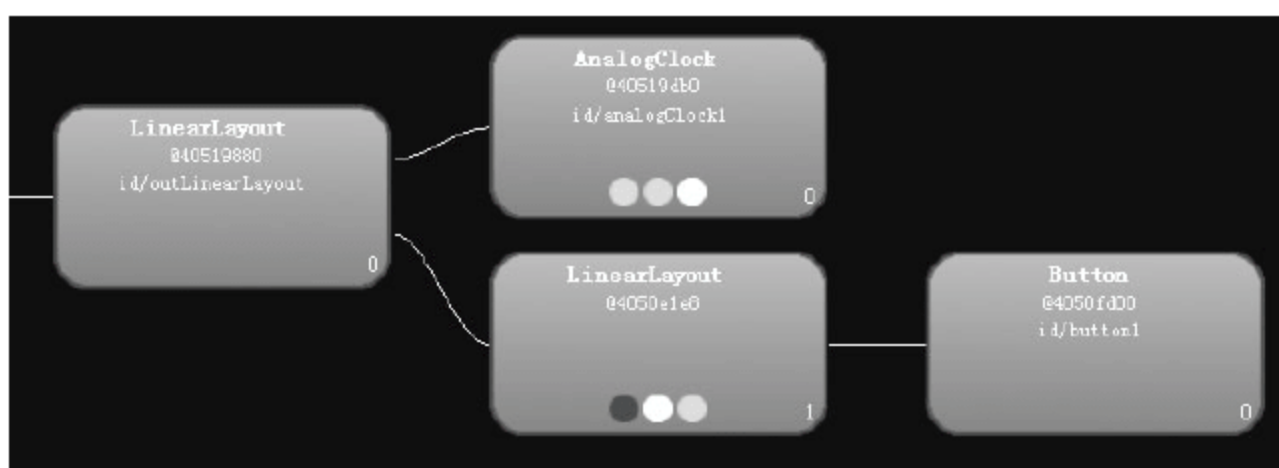 LinearLayout
@40519880
id/outLinearLayout
0
AnalogClock
@40519db0
id/analogClock1
0
LinearLayout
@4050e1e8
1
Button
@4050fd00
id/button1
0